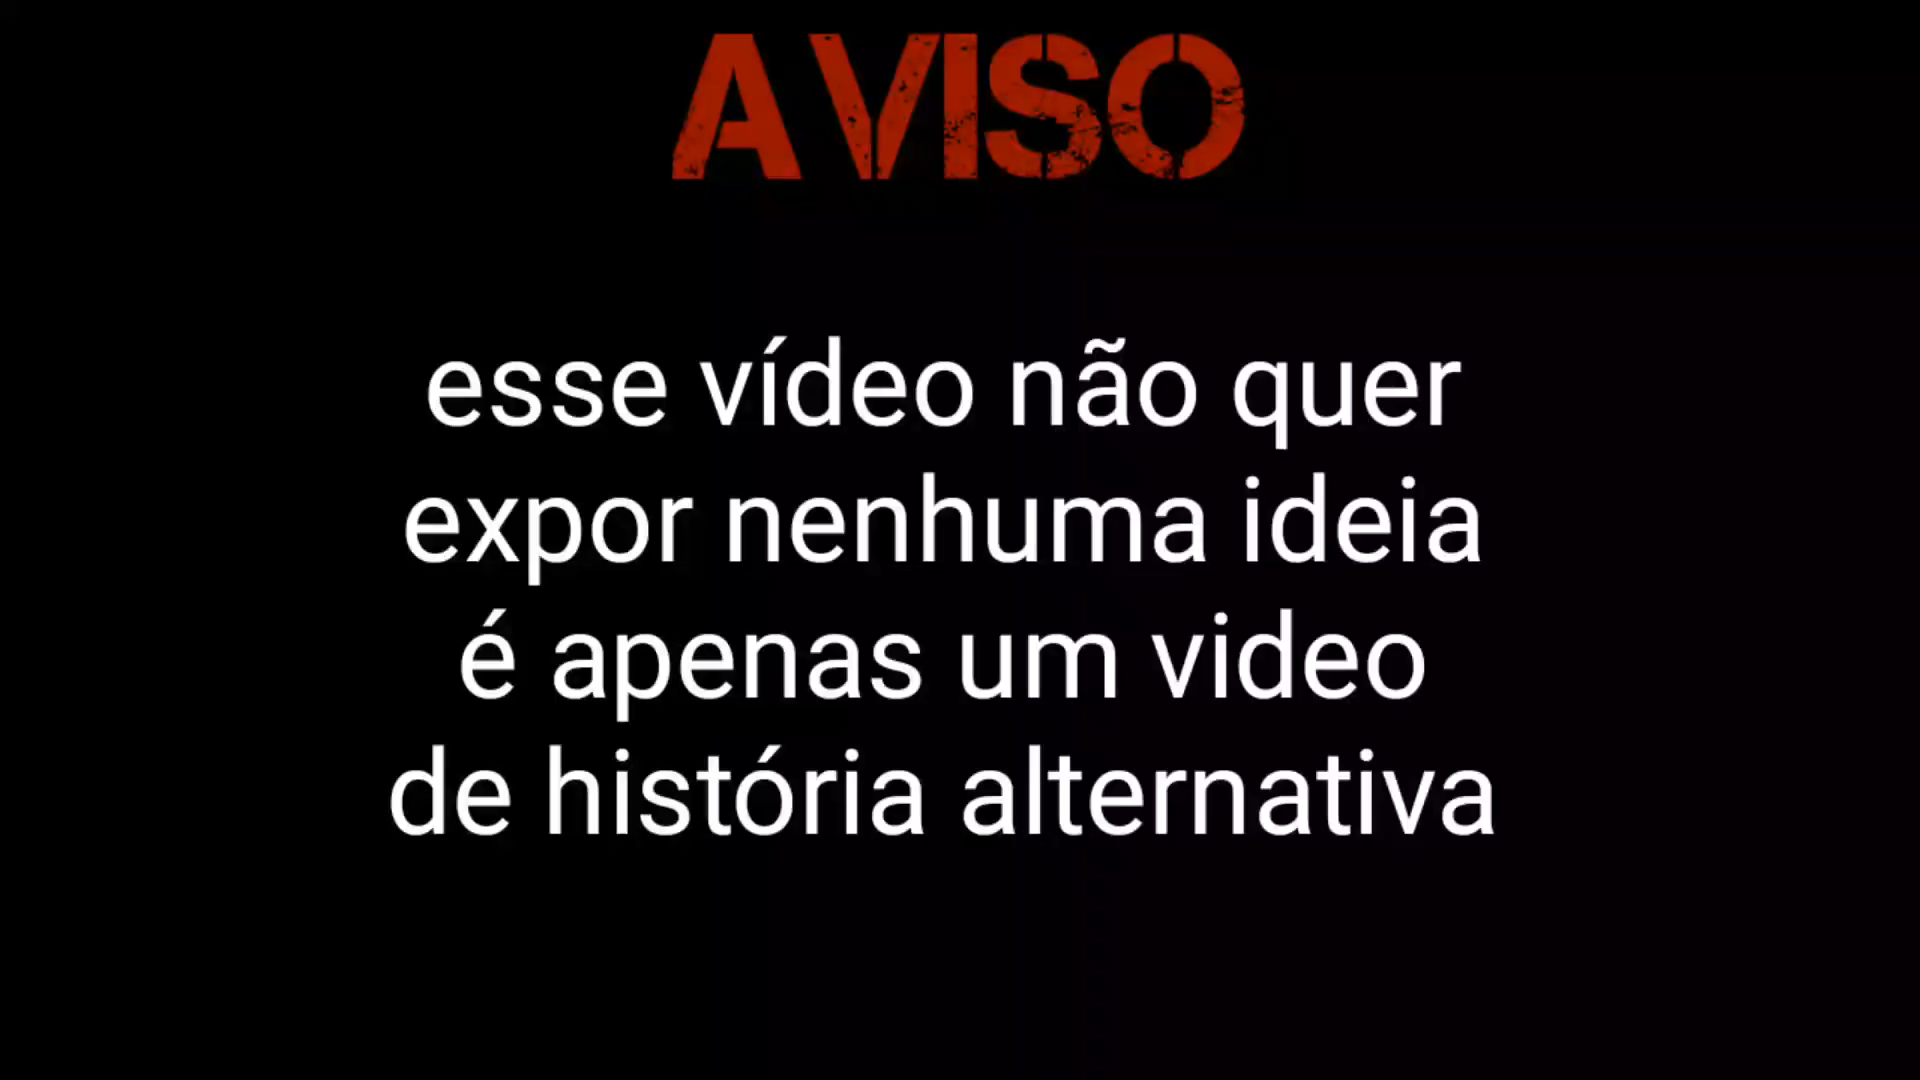 AVISO
esse vídeo não quer
expor nenhuma ideia
é apenas um video
de história alternativa